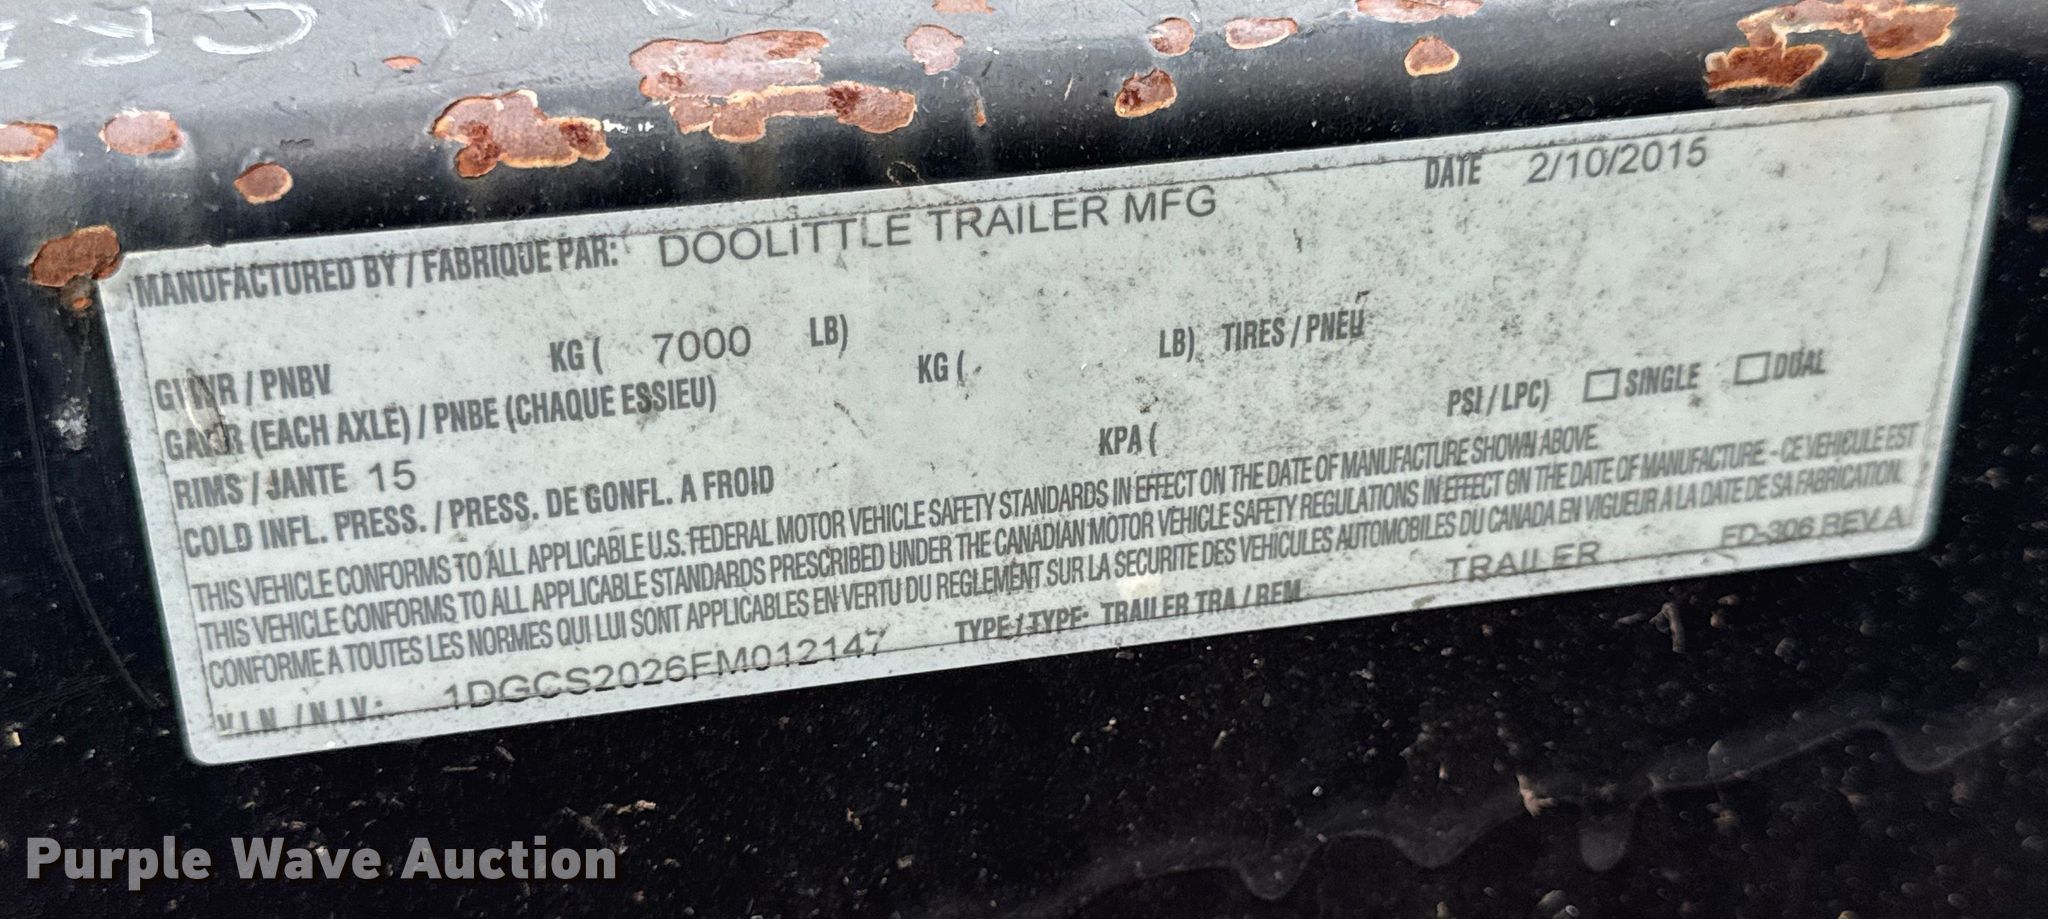 MANUFACTURED BY / FABRIQUE PAR: DOOLITTLE TRAILER MFG DATE 2/10/2015
GVWR / PNBV KG ( 7000 LB)
GAWR (EACH AXLE) / PNBE (CHAQUE ESSIEU) KG ( LB) TIRES / PNEU
RIMS / JANTE 15
COLD INFL. PRESS. / PRESS. DE GONFL. A FROID KPA ( PSI / LPC) SINGLE DUAL
THIS VEHICLE CONFORMS TO ALL APPLICABLE U.S. FEDERAL MOTOR VEHICLE SAFETY STANDARDS IN EFFECT ON THE DATE OF MANUFACTURE SHOWN ABOVE.
THIS VEHICLE CONFORMS TO ALL APPLICABLE STANDARDS PRESCRIBED UNDER THE CANADIAN MOTOR VEHICLE SAFETY REGULATIONS IN EFFECT ON THE DATE OF MANUFACTURE - CE VEHICULE EST
CONFORME A TOUTES LES NORMES QUI LUI SONT APPLICABLES EN VERTU DU REGLEMENT SUR LA SECURITE DES VEHICULES AUTOMOBILES DU CANADA EN VIGUEUR A LA DATE DE SA FABRICATION.
V.I.N. / N.I.V.: 1DGCS2026FM012147 TYPE / TYPE: TRAILER TRA / REM TRAILER FD-306 REV A
Purple Wave Auction